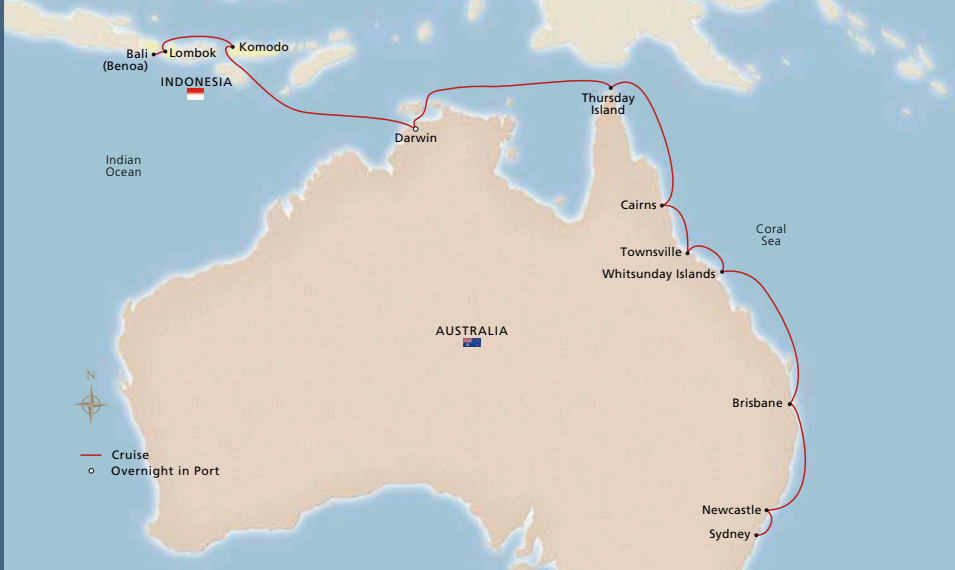 Bali
(Benoa)
Lombok
Komodo
INDONESIA
Thursday
Island
Darwin
Indian
Ocean
Cairns
Coral
Sea
Townsville
Whitsunday Islands
AUSTRALIA
N
Brisbane
Cruise
Overnight in Port
Newcastle
Sydney